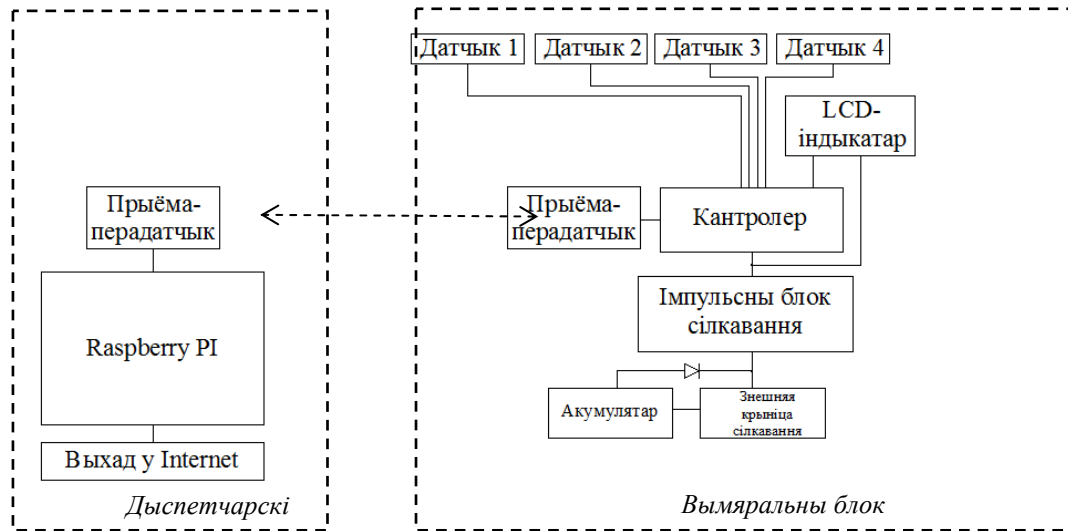 Датчык 1
Датчык 2
Датчык 3
Датчык 4
LCD-
індыкатар
Прыёма-
перадатчык
Прыёма-
перадатчык
Кантролер
Raspberry PI
Імпульсны блок
сілкавання
Акумулятар
Знешняя
крыніца
сілкавання
Выхад у Internet
Дыспетчарскі
Вымяральны блок